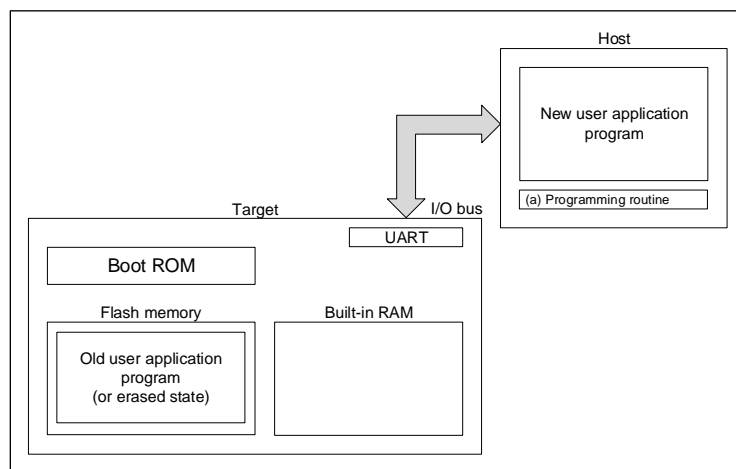 Host
New user application
program
(a) Programming routine
Target
I/O bus
UART
Boot ROM
Flash memory
Built-in RAM
Old user application
program
(or erased state)